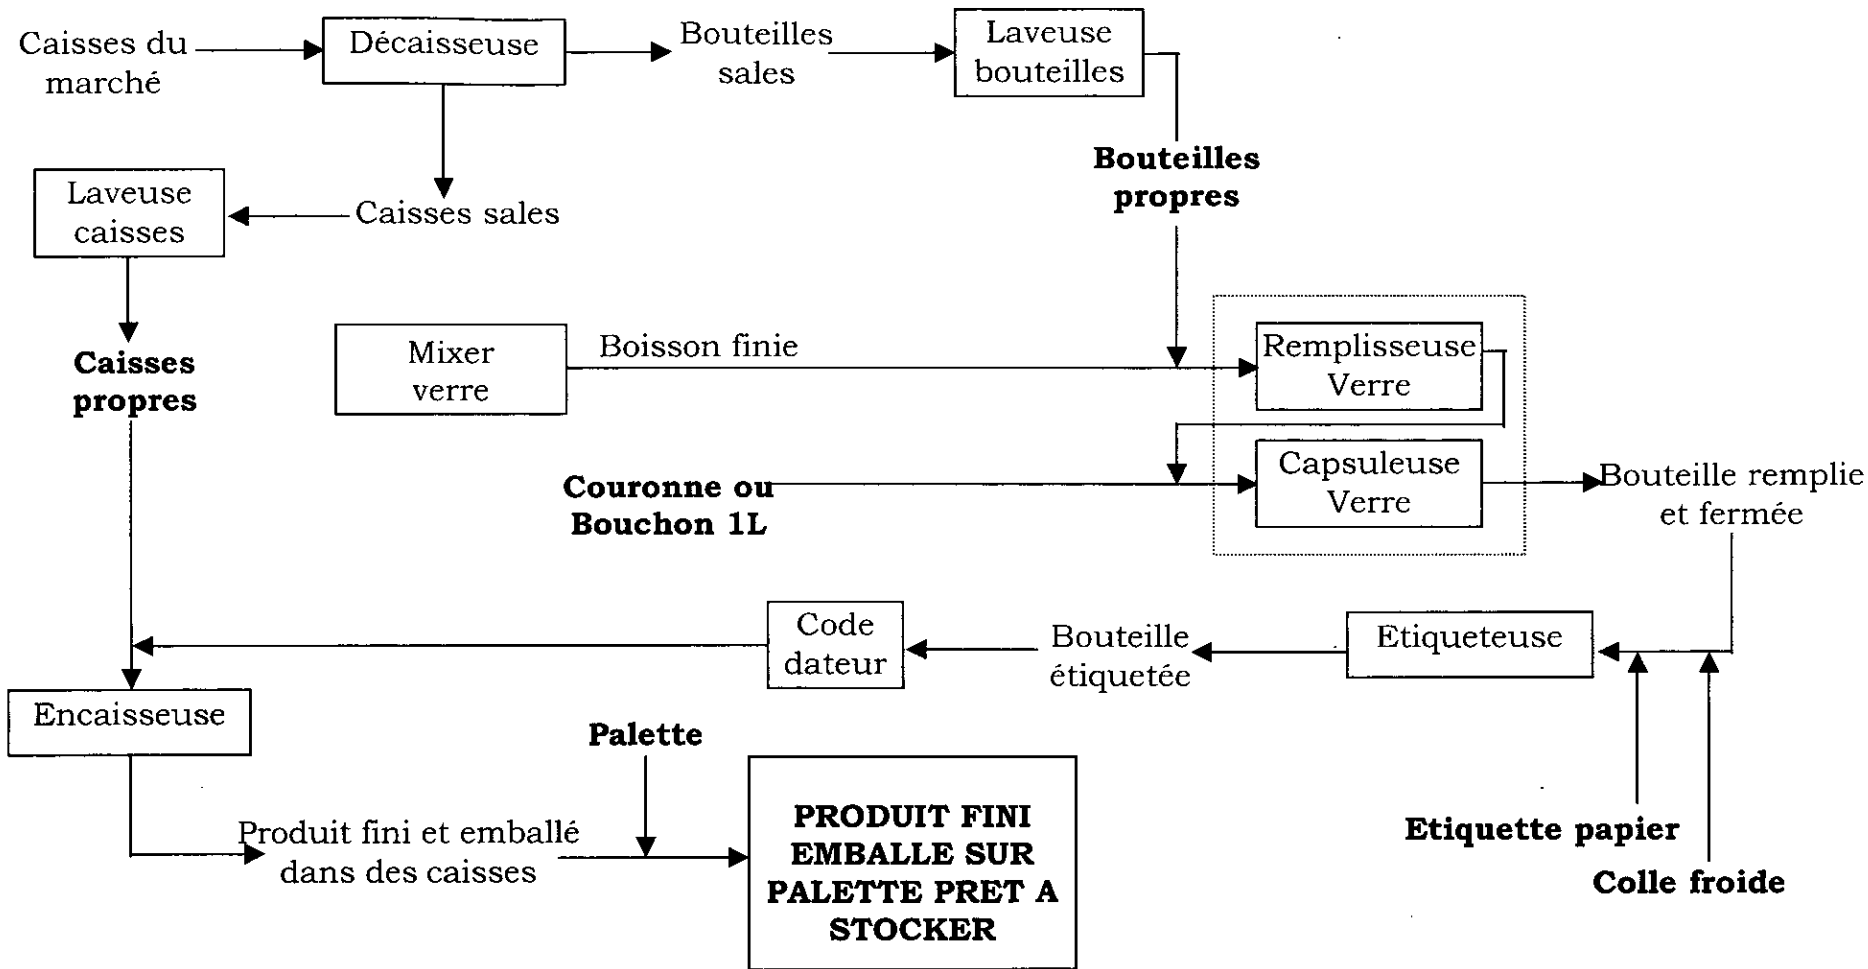 Caisses du
marché
Décaisseuse
Bouteilles
sales
Laveuse
bouteilles
Bouteilles
propres
Laveuse
caisses
Caisses sales
Caisses
propres
Mixer
verre
Boisson finie
Remplisseuse
Verre
Couronne ou
Bouchon 1L
Capsuleuse
Verre
Bouteille remplie
et fermée
Code
dateur
Bouteille
étiquetée
Etiqueteuse
Encaisseuse
Palette
Etiquette papier
Colle froide
Produit fini et emballé
dans des caisses
PRODUIT FINI
EMBALLE SUR
PALETTE PRET A
STOCKER